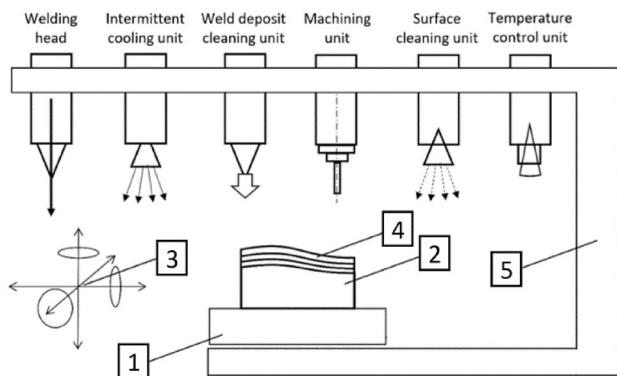 Welding
head
Intermittent
cooling unit
Weld deposit
cleaning unit
Machining
unit
Surface
cleaning unit
Temperature
control unit
4
2
3
5
1